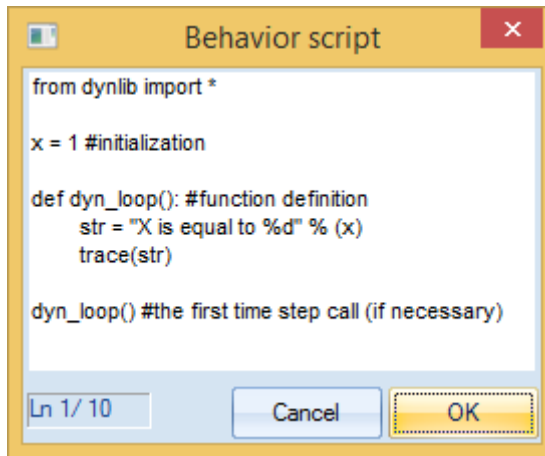 Behavior script
from dynlib import *
x = 1 #initialization
def dyn_loop(): #function definition
str = "X is equal to %d" % (x)
trace(str)
dyn_loop() #the first time step call (if necessary)
Ln 1/ 10
Cancel
OK